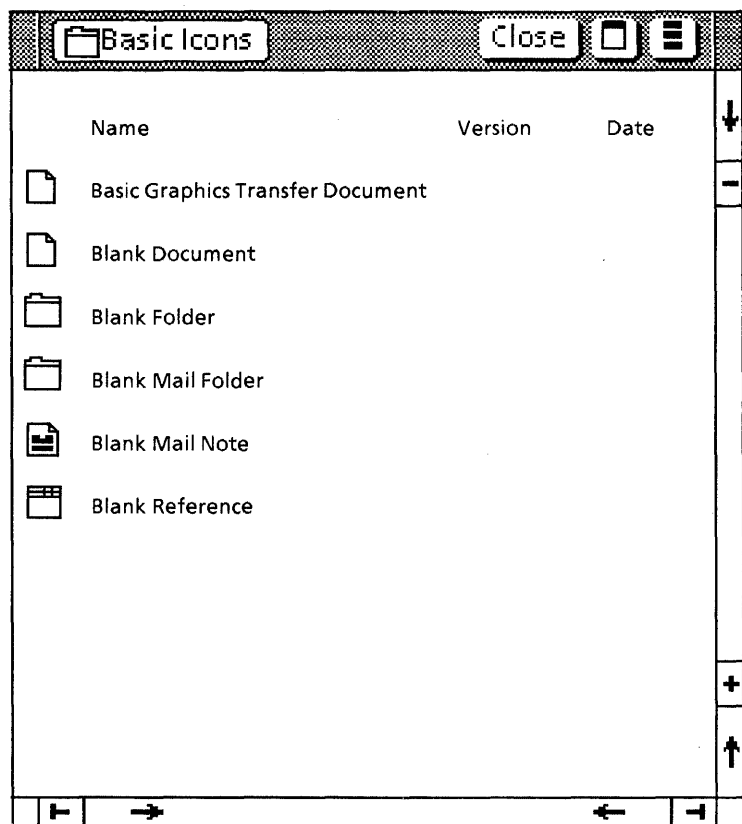 Basic Icons Close
Name Version Date
Basic Graphics Transfer Document
Blank Document
Blank Folder
Blank Mail Folder
Blank Mail Note
Blank Reference